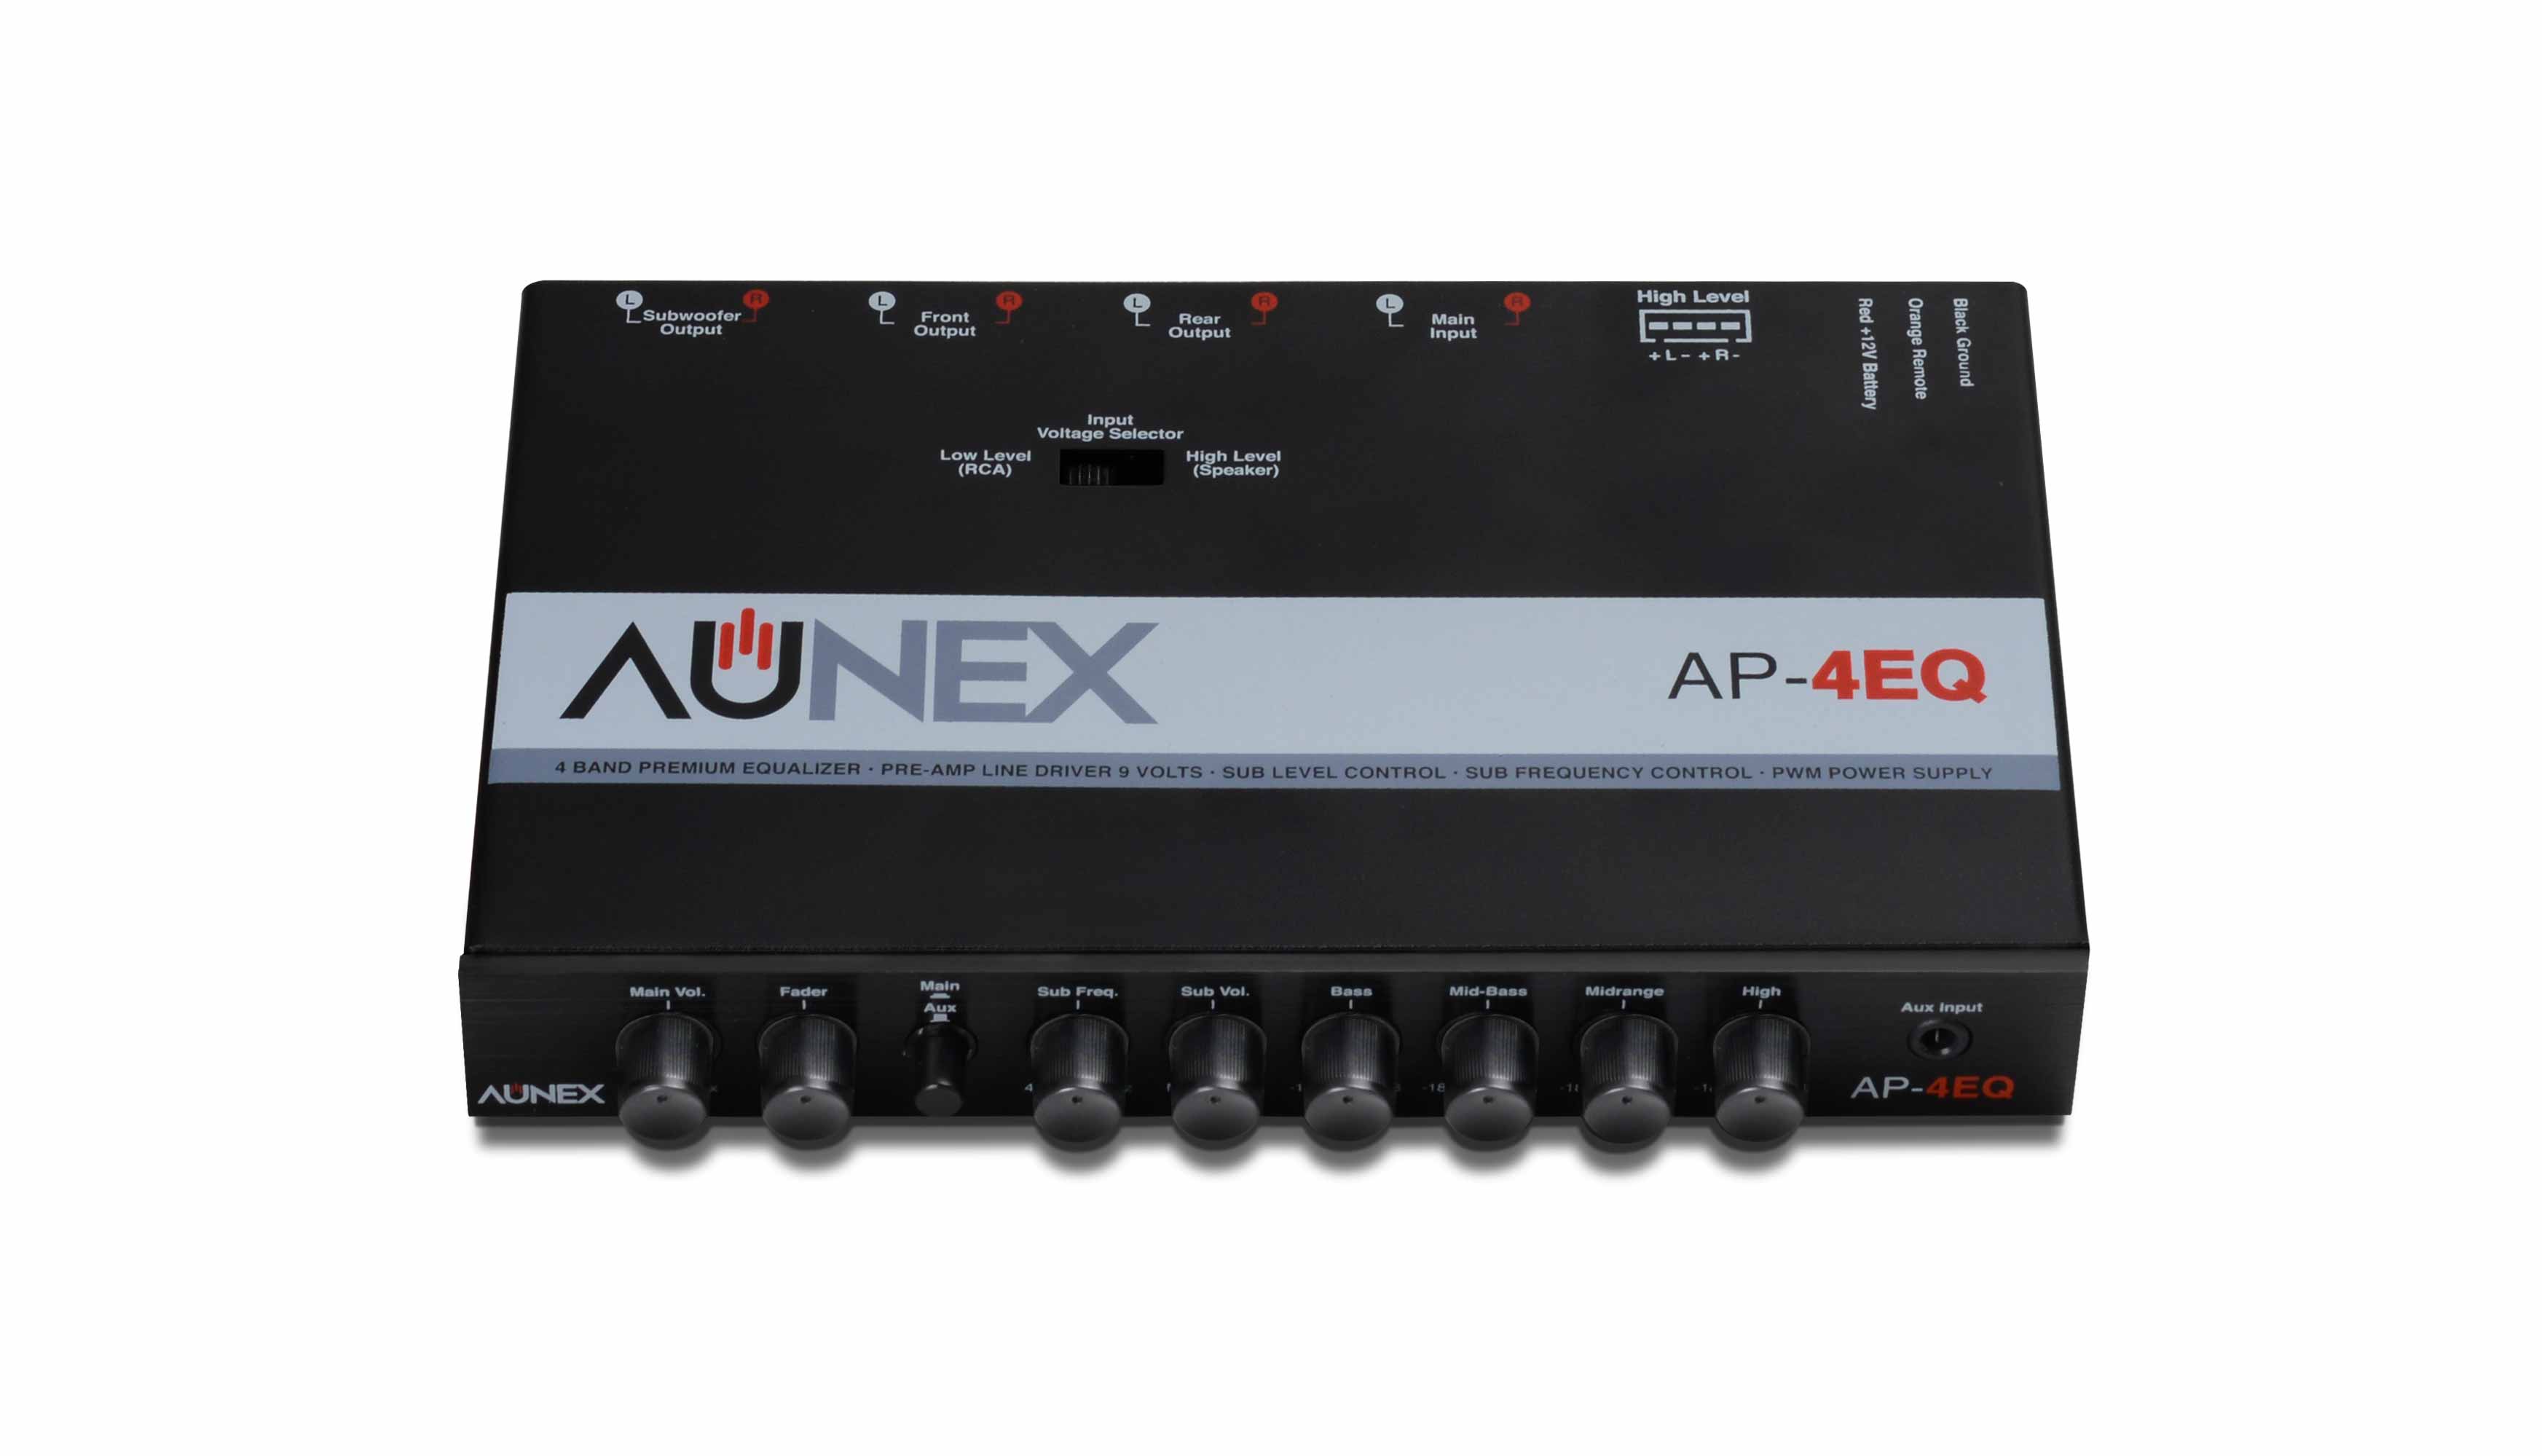 L Subwoofer R
Output
L Front R
Output
L Rear R
Output
L Main R
Input
High Level
+ L - + R -
Red +12V Battery
Orange Remote
Black Ground
Input
Voltage Selector
Low Level
(RCA)
High Level
(Speaker)
AUNEX
AP-4EQ
4 BAND PREMIUM EQUALIZER · PRE-AMP LINE DRIVER 9 VOLTS · SUB LEVEL CONTROL · SUB FREQUENCY CONTROL · PWM POWER SUPPLY
Main Vol.
Fader
Main
Aux
Sub Freq.
Sub Vol.
Bass
Mid-Bass
Midrange
High
Aux Input
-18
AUNEX
AP-4EQ